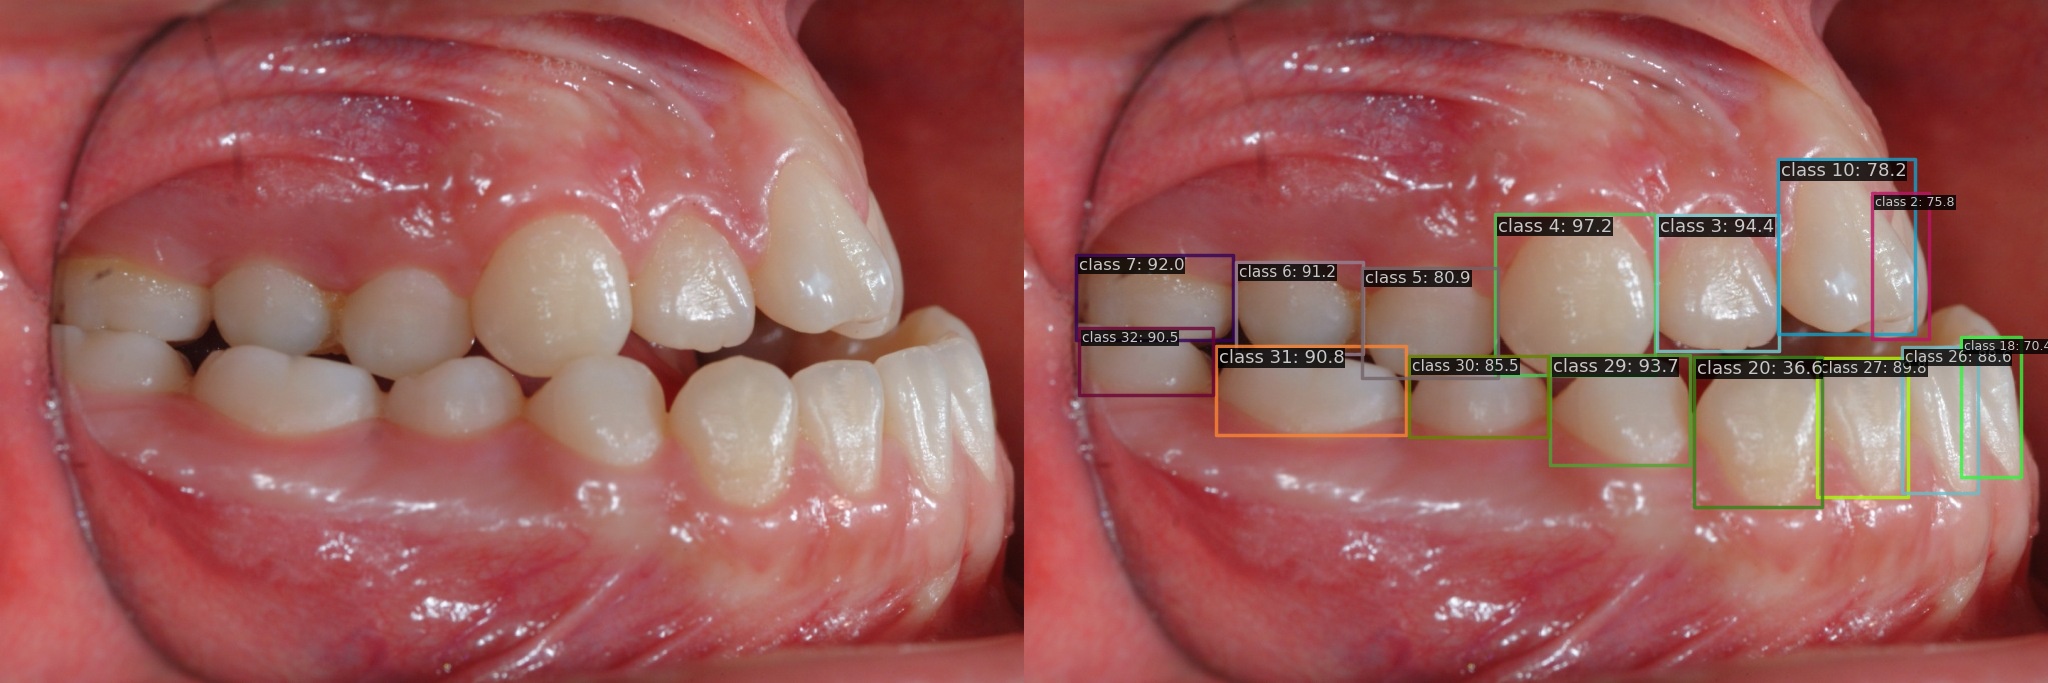 class 10: 78.2
class 2: 75.8
class 4: 97.2
class 3: 94.4
class 7: 92.0
class 6: 91.2
class 5: 80.9
class 32: 90.5
class 31: 90.8
class 30: 85.5
class 29: 93.7
class 20: 36.6
class 27: 89.8
class 26: 88.6
class 18: 70.4